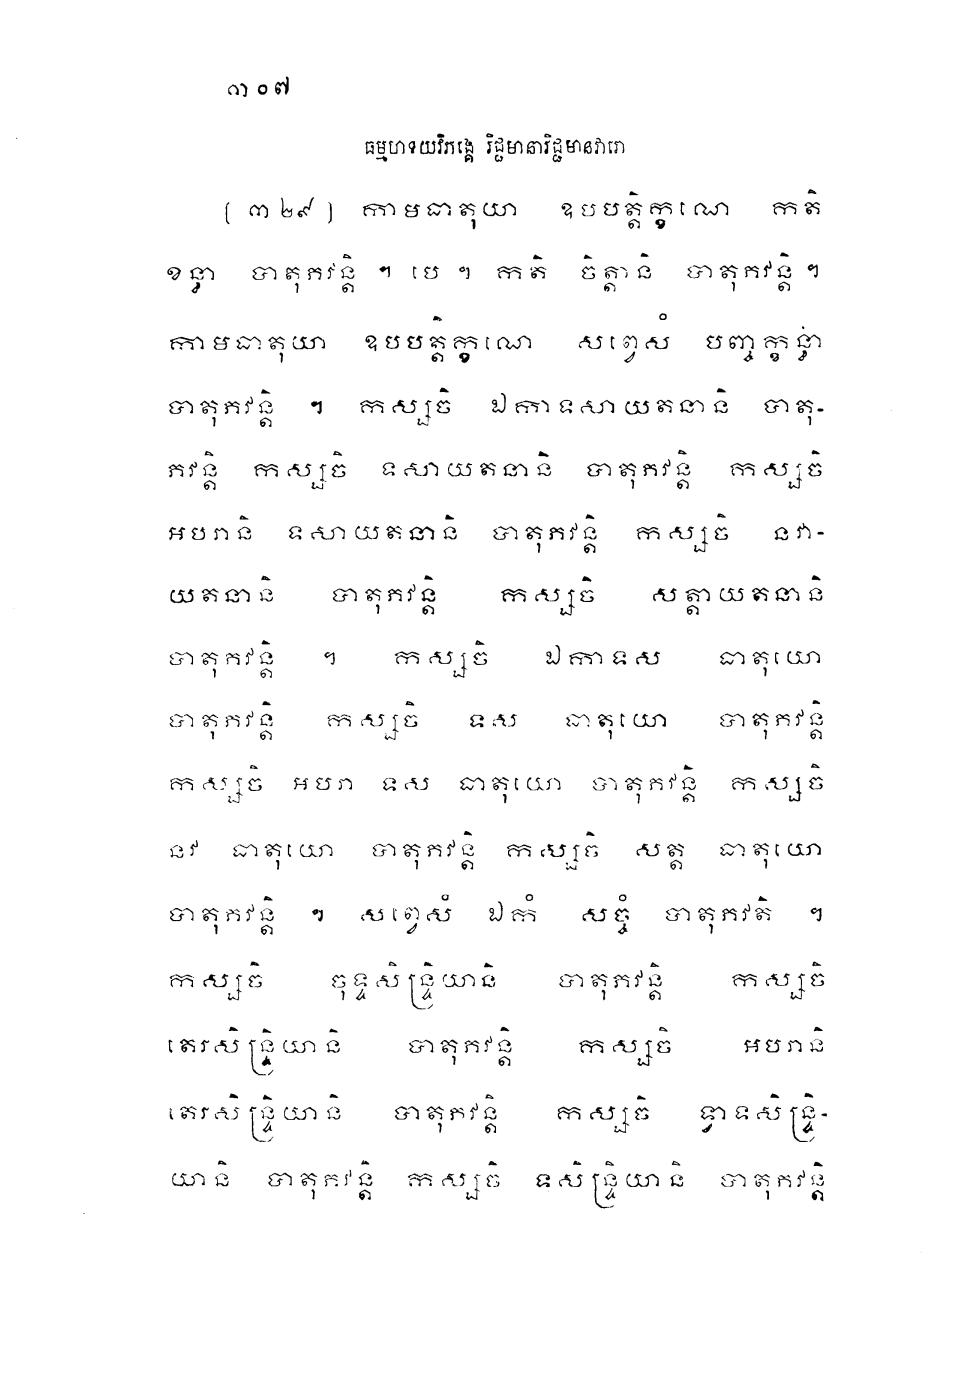 ៣០៧
ធម្មហទយវិភង្គេ វិជ្ជមានាវិជ្ជមានវារោ
[៣២៩] កាមធាតុយា ឧបបត្តិក្ខណេ កតិ
ខន្ធា បាតុភវន្តិ ។ បេ ។ កតិ ចិត្តានិ បាតុភវន្តិ ។
កាមធាតុយា ឧបបត្តិក្ខណេ សព្វេសំ បញ្ចក្ខន្ធា
បាតុភវន្តិ ។ កស្សចិ ឯកាទសាយតនានិ បាតុ-
ភវន្តិ កស្សចិ ទសាយតនានិ បាតុភវន្តិ កស្សចិ
អបរានិ ទសាយតនានិ បាតុភវន្តិ កស្សចិ នវា-
យតនានិ បាតុភវន្តិ កស្សចិ សត្តាយតនានិ
បាតុភវន្តិ ។ កស្សចិ ឯកាទស ធាតុយោ
បាតុភវន្តិ កស្សចិ ទស ធាតុយោ បាតុភវន្តិ
កស្សចិ អបរា ទស ធាតុយោ បាតុភវន្តិ កស្សចិ
នវ ធាតុយោ បាតុភវន្តិ កស្សចិ សត្ត ធាតុយោ
បាតុភវន្តិ ។ សព្វេសំ ឯកំ សច្ចំ បាតុភវតិ ។
កស្សចិ ចុទ្ទសិន្ទ្រិយានិ បាតុភវន្តិ កស្សចិ
តេរសិន្ទ្រិយានិ បាតុភវន្តិ កស្សចិ អបរានិ
តេរសិន្ទ្រិយានិ បាតុភវន្តិ កស្សចិ ទ្វាទសិន្ទ្រិ-
យានិ បាតុភវន្តិ កស្សចិ ទសិន្ទ្រិយានិ បាតុភវន្តិ